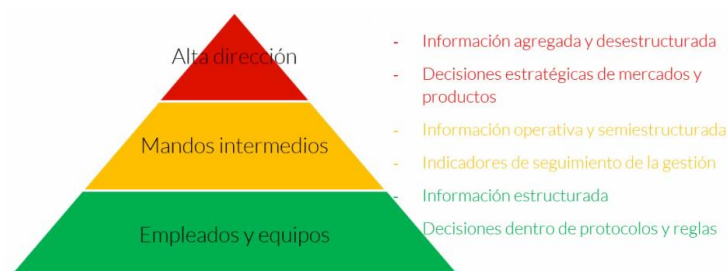 Alta dirección
Mandos intermedios
Empleados y equipos
- Información agregada y desestructurada
- Decisiones estratégicas de mercados y
productos
- Información operativa y semiestructurada
- Indicadores de seguimiento de la gestión
- Información estructurada
Decisiones dentro de protocolos y reglas